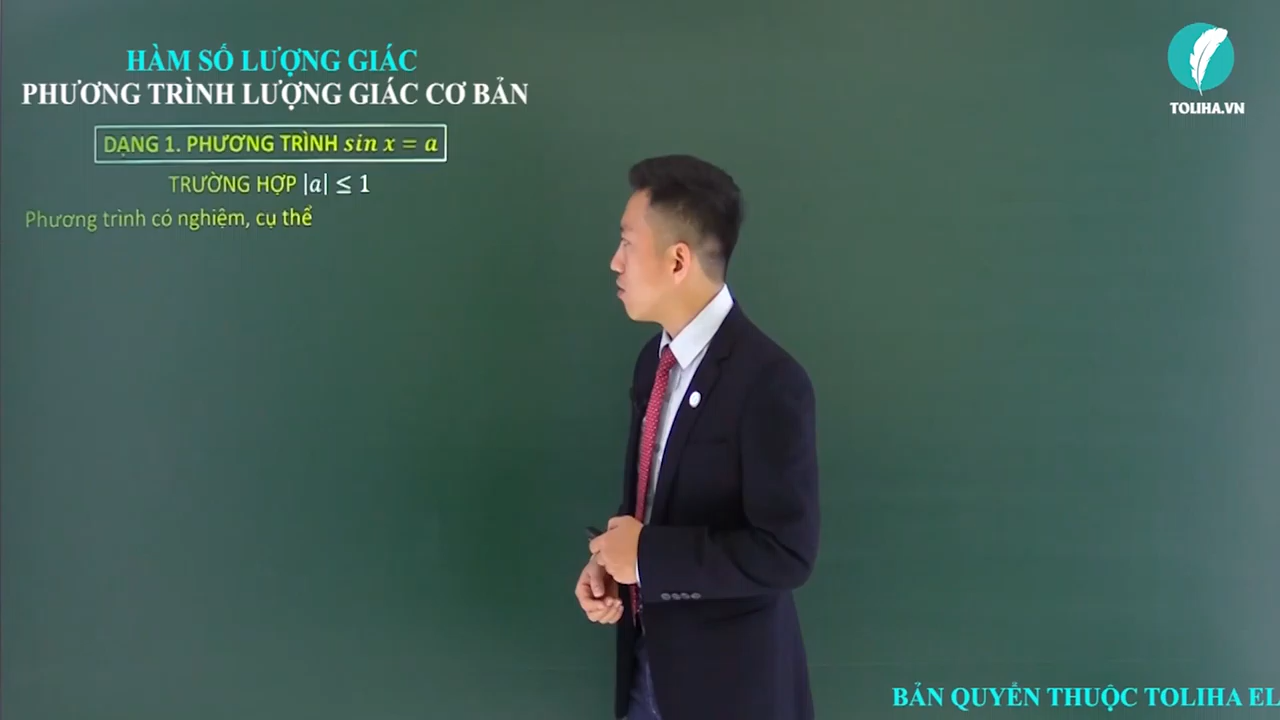 HÀM SỐ LƯỢNG GIÁC
PHƯƠNG TRÌNH LƯỢNG GIÁC CƠ BẢN
DẠNG 1. PHƯƠNG TRÌNH sin x = a
TRƯỜNG HỢP |a| ≤ 1
Phương trình có nghiệm, cụ thể
TOLIHA.VN
BẢN QUYỀN THUỘC TOLIHA EL